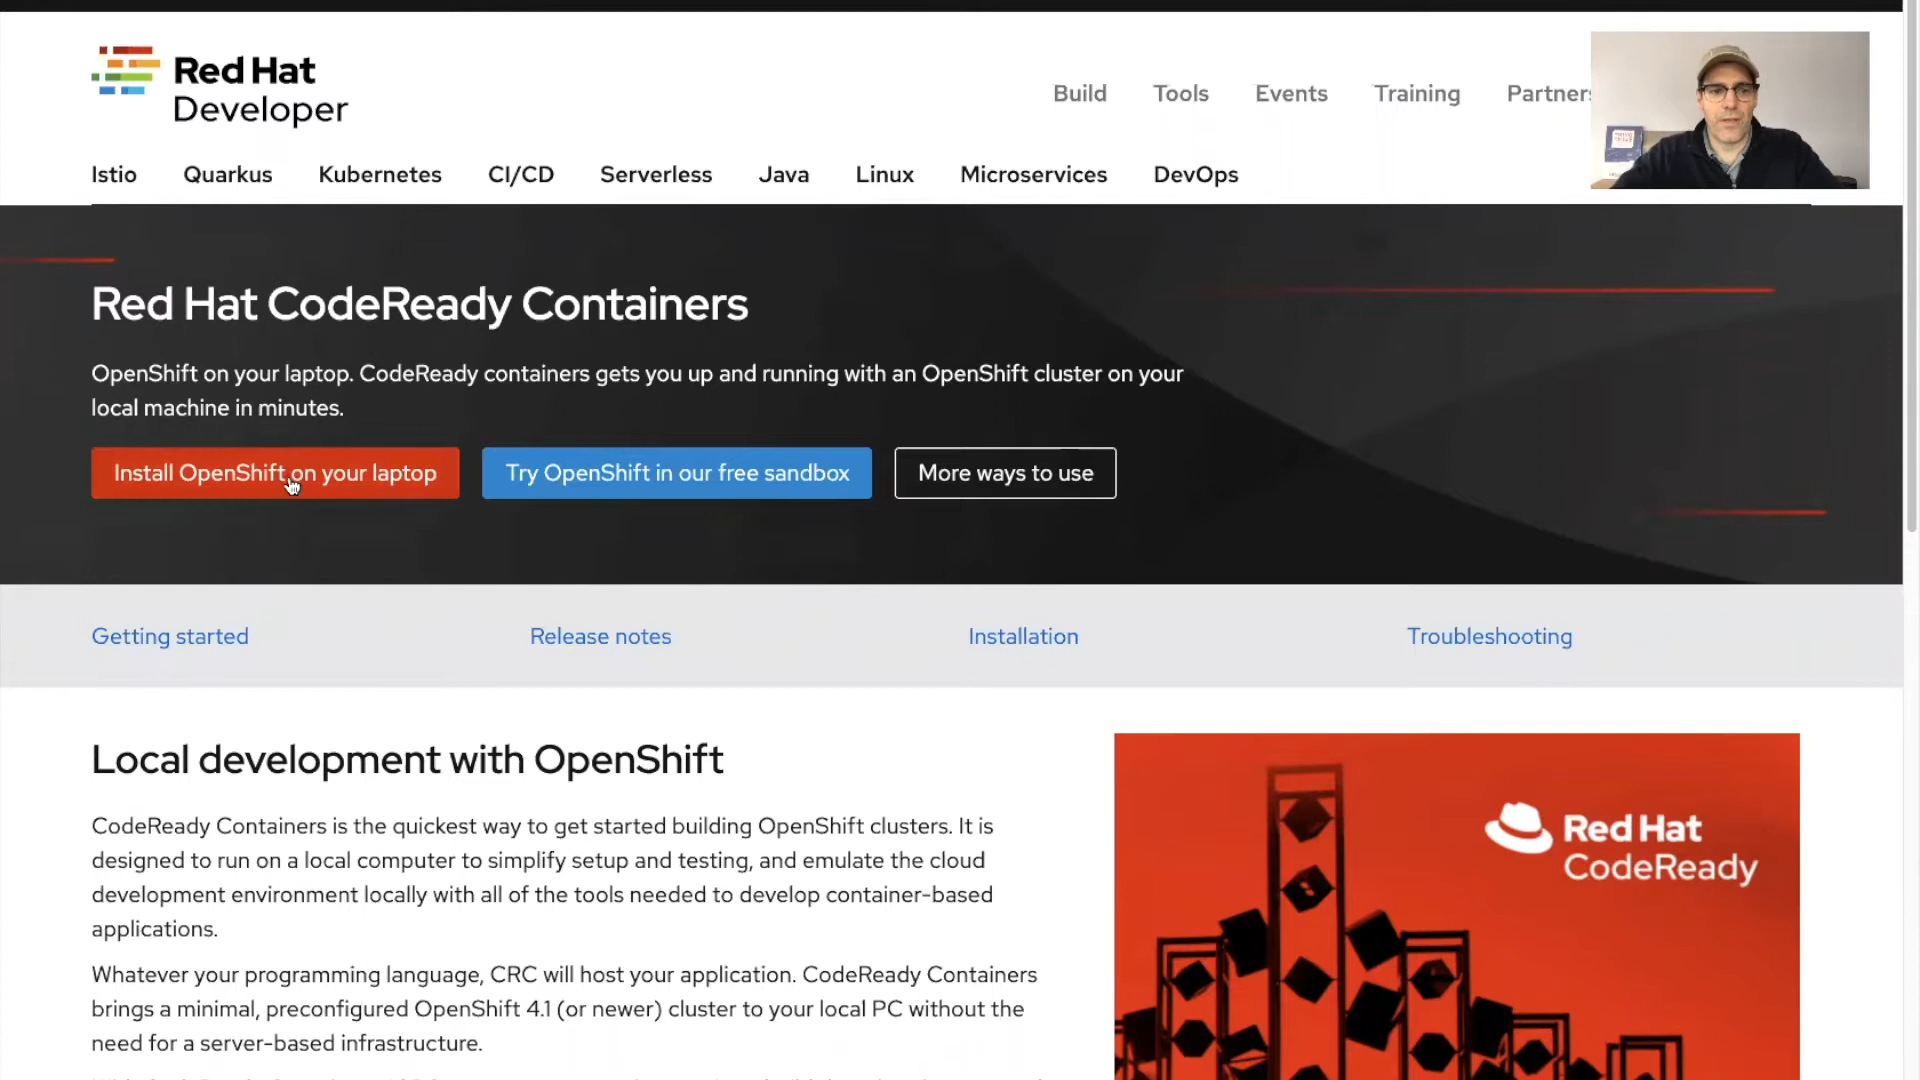 Red Hat
Developer
Build Tools Events Training Partners
Istio Quarkus Kubernetes CI/CD Serverless Java Linux Microservices DevOps
Red Hat CodeReady Containers
OpenShift on your laptop. CodeReady containers gets you up and running with an OpenShift cluster on your
local machine in minutes.
Install OpenShift on your laptop
Try OpenShift in our free sandbox
More ways to use
Getting started Release notes Installation Troubleshooting
Local development with OpenShift
CodeReady Containers is the quickest way to get started building OpenShift clusters. It is
designed to run on a local computer to simplify setup and testing, and emulate the cloud
development environment locally with all of the tools needed to develop container-based
applications.
Whatever your programming language, CRC will host your application. CodeReady Containers
brings a minimal, preconfigured OpenShift 4.1 (or newer) cluster to your local PC without the
need for a server-based infrastructure.
Red Hat
CodeReady